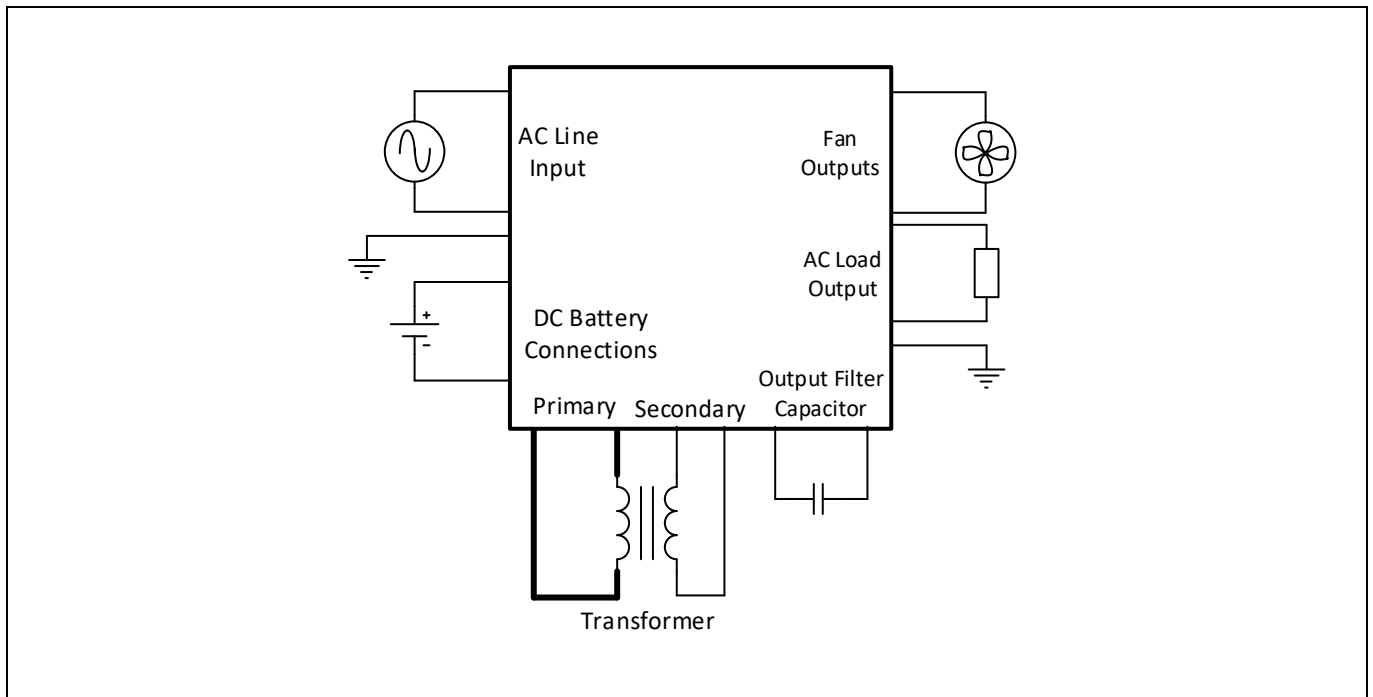 AC Line
Input
Fan
Outputs
AC Load
Output
+
-
DC Battery
Connections
Output Filter
Capacitor
Primary
Secondary
Transformer